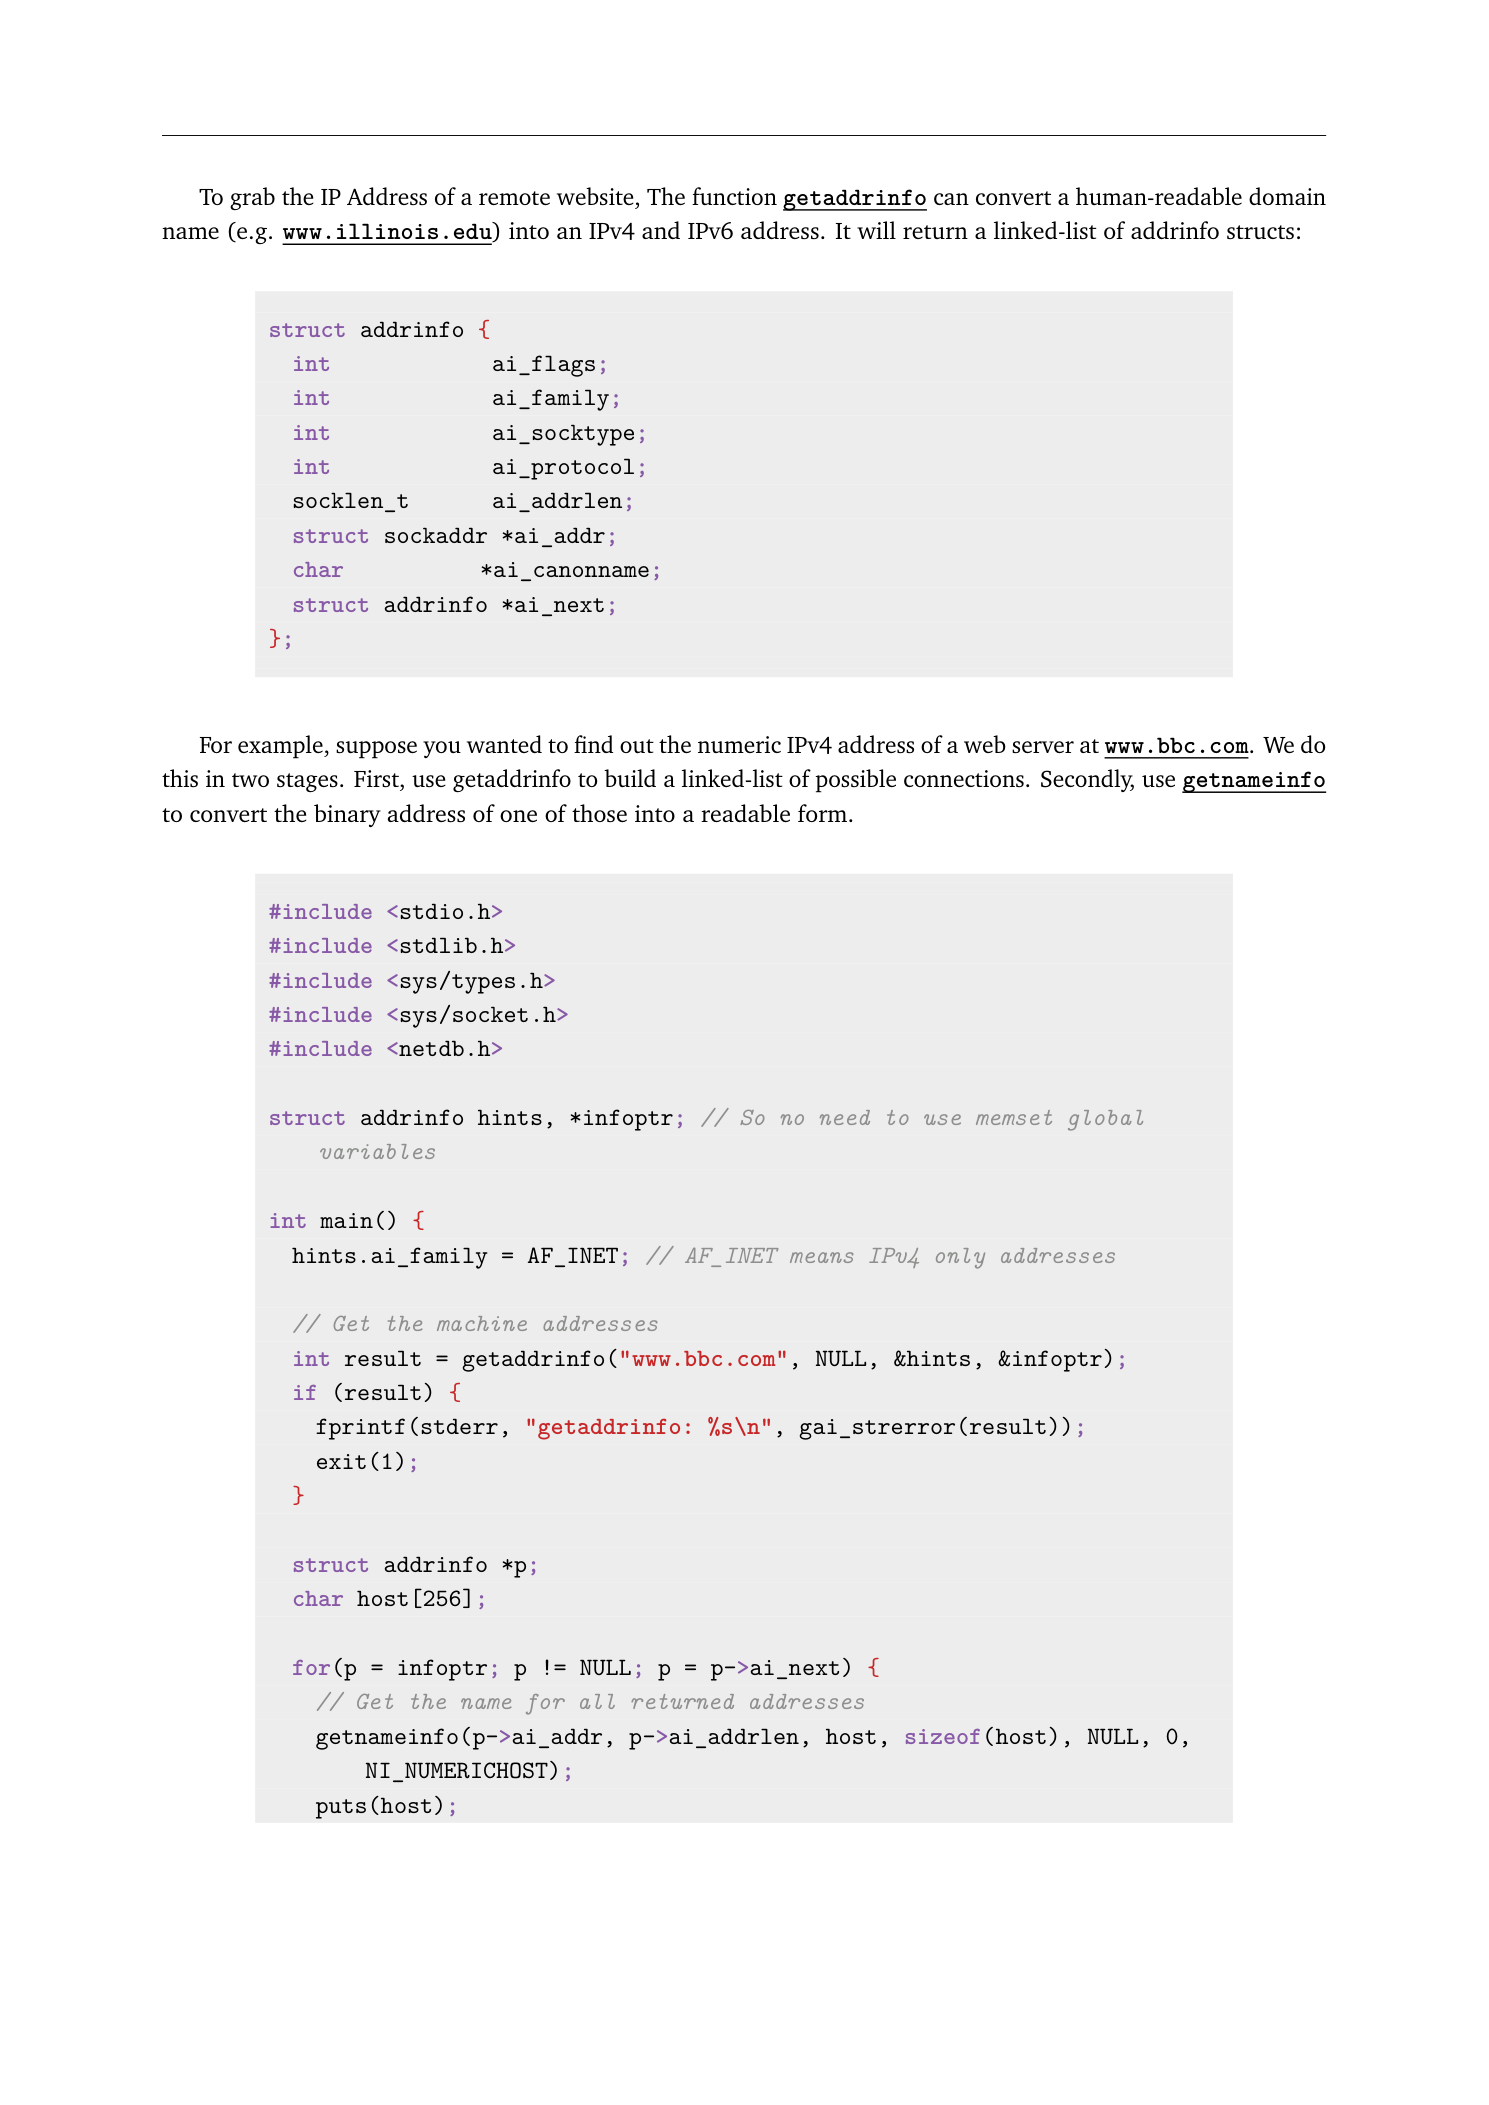 To grab the IP Address of a remote website, The function getaddrinfo can convert a human-readable domain
name (e.g. www.illinois.edu) into an IPv4 and IPv6 address. It will return a linked-list of addrinfo structs:
struct addrinfo {
  int             ai_flags;
  int             ai_family;
  int             ai_socktype;
  int             ai_protocol;
  socklen_t       ai_addrlen;
  struct sockaddr *ai_addr;
  char            *ai_canonname;
  struct addrinfo *ai_next;
};
For example, suppose you wanted to find out the numeric IPv4 address of a web server at www.bbc.com. We do
this in two stages. First, use getaddrinfo to build a linked-list of possible connections. Secondly, use getnameinfo
to convert the binary address of one of those into a readable form.
#include <stdio.h>
#include <stdlib.h>
#include <sys/types.h>
#include <sys/socket.h>
#include <netdb.h>
struct addrinfo hints, *infoptr; // So no need to use memset global
    variables
int main() {
  hints.ai_family = AF_INET; // AF_INET means IPv4 only addresses
  // Get the machine addresses
  int result = getaddrinfo("www.bbc.com", NULL, &hints, &infoptr);
  if (result) {
    fprintf(stderr, "getaddrinfo: %s\n", gai_strerror(result));
    exit(1);
  }
  struct addrinfo *p;
  char host[256];
  for(p = infoptr; p != NULL; p = p->ai_next) {
    // Get the name for all returned addresses
    getnameinfo(p->ai_addr, p->ai_addrlen, host, sizeof(host), NULL, 0,
        NI_NUMERICHOST);
    puts(host);